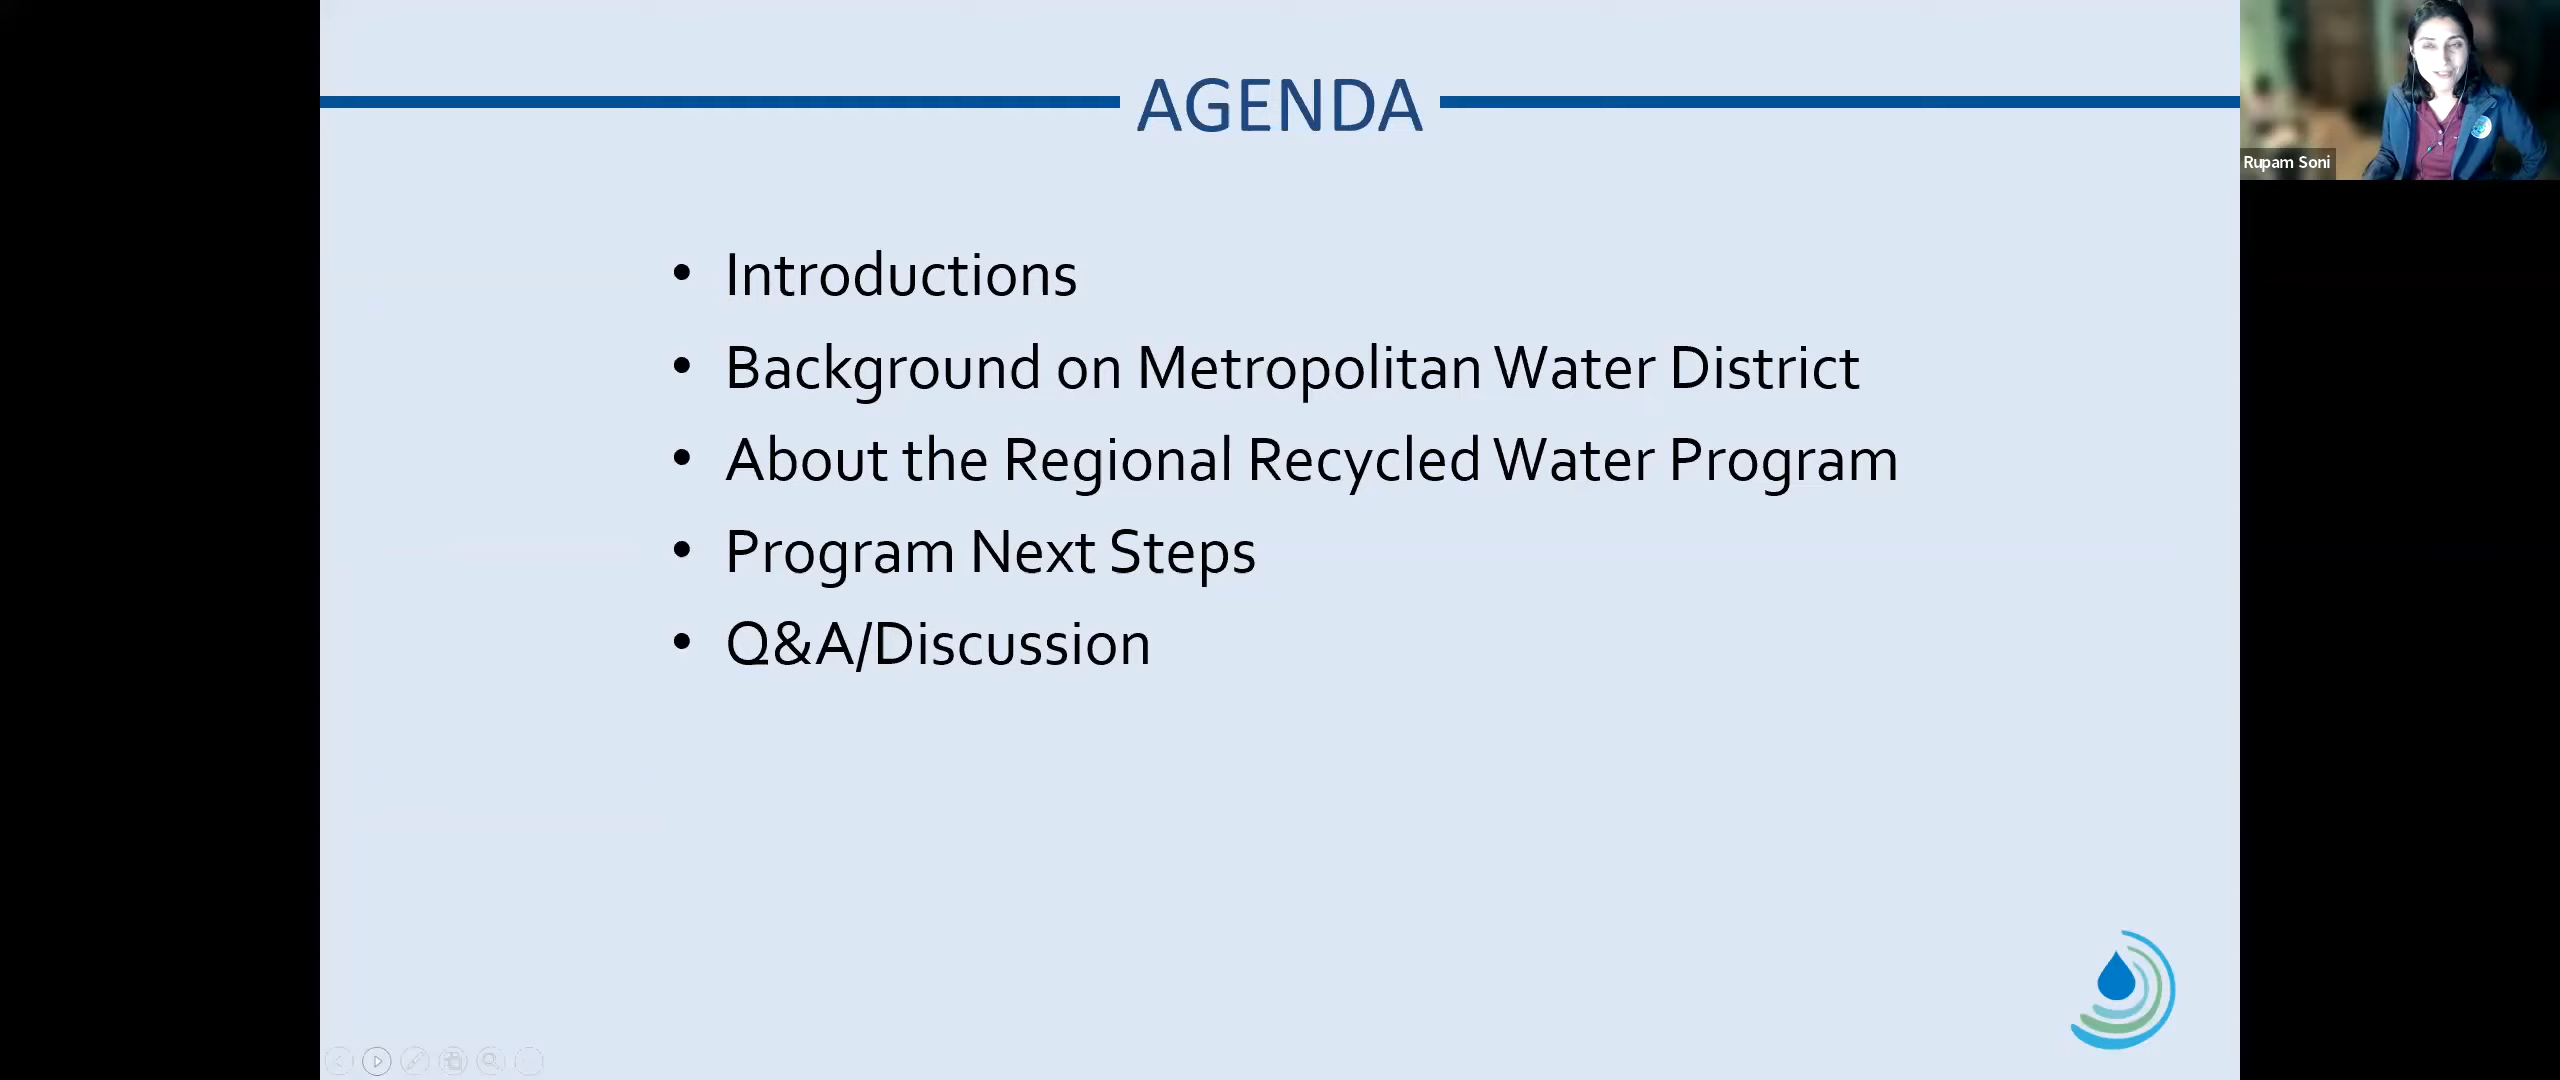 AGENDA
Rupam Soni
• Introductions
• Background on Metropolitan Water District
• About the Regional Recycled Water Program
• Program Next Steps
• Q&A/Discussion